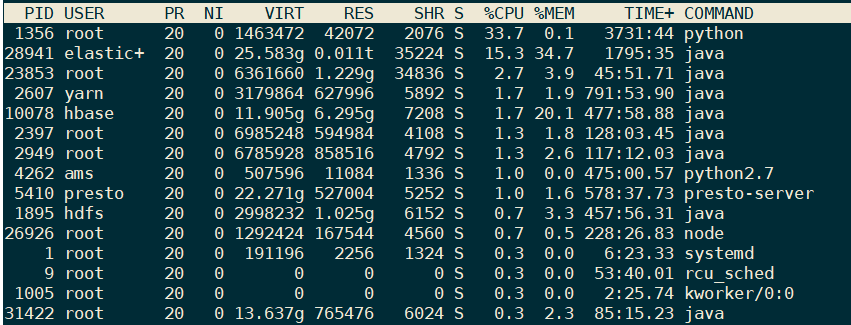 PID USER PR NI VIRT RES SHR S %CPU %MEM TIME+ COMMAND
1356 root 20 0 1463472 42072 2076 S 33.7 0.1 3731:44 python
28941 elastic+ 20 0 25.583g 0.011t 35224 S 15.3 34.7 1795:35 java
23853 root 20 0 6361660 1.229g 34836 S 2.7 3.9 45:51.71 java
2607 yarn 20 0 3179864 627996 5892 S 1.7 1.9 791:53.90 java
10078 hbase 20 0 11.905g 6.295g 7208 S 1.7 20.1 477:58.88 java
2397 root 20 0 6985248 594984 4108 S 1.3 1.8 128:03.45 java
2949 root 20 0 6785928 858516 4792 S 1.3 2.6 117:12.03 java
4262 ams 20 0 507596 11084 1336 S 1.0 0.0 475:00.57 python2.7
5410 presto 20 0 22.271g 527004 5252 S 1.0 1.6 578:37.73 presto-server
1895 hdfs 20 0 2998232 1.025g 6152 S 0.7 3.3 457:56.31 java
26926 root 20 0 1292424 167544 4560 S 0.7 0.5 228:26.83 node
1 root 20 0 191196 2256 1324 S 0.3 0.0 6:23.33 systemd
9 root 20 0 0 0 0 S 0.3 0.0 53:40.01 rcu_sched
1005 root 20 0 0 0 0 S 0.3 0.0 2:25.74 kworker/0:0
31422 root 20 0 13.637g 765476 6024 S 0.3 2.3 85:15.23 java